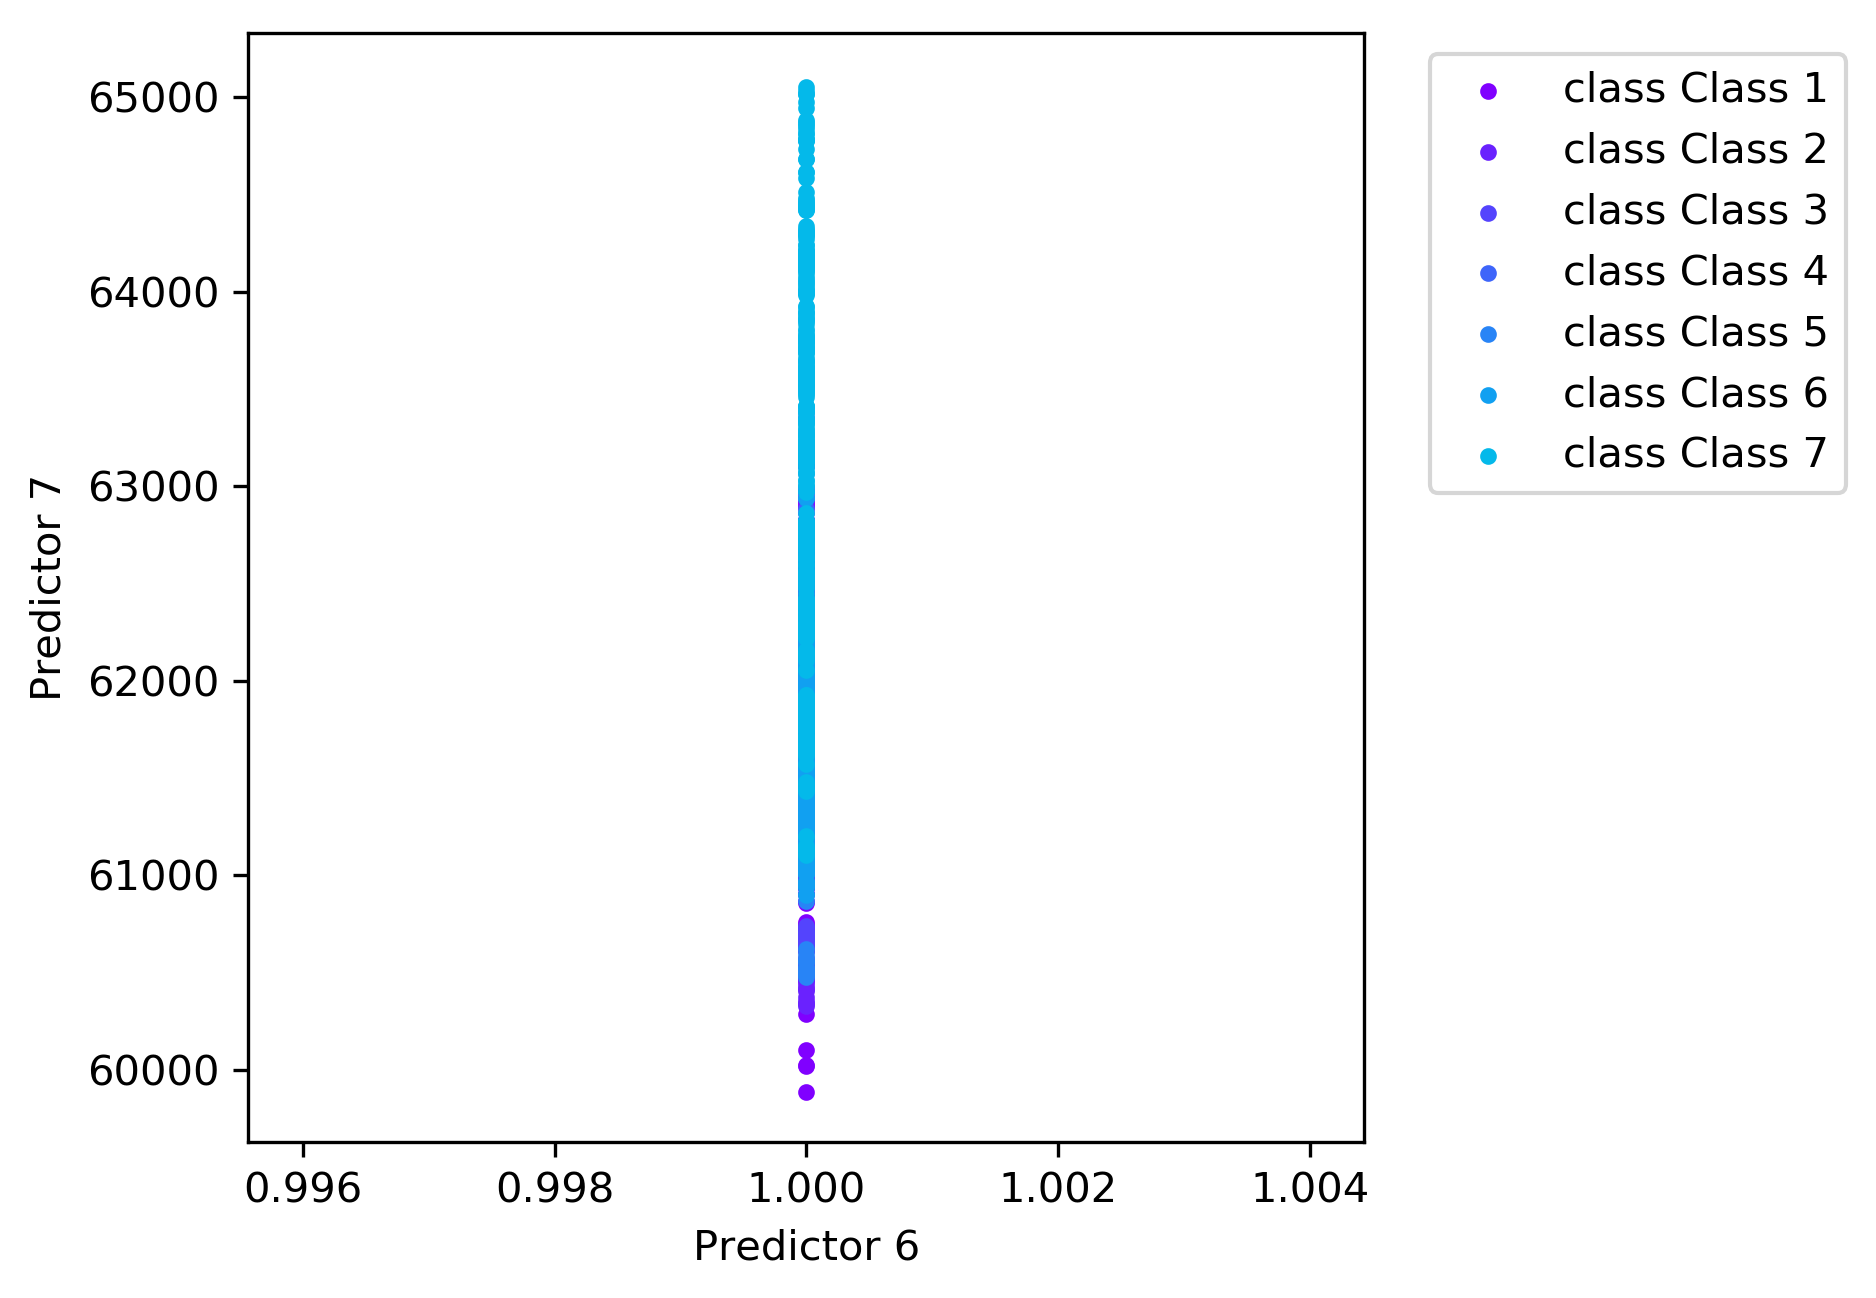 65000
64000
63000
62000
61000
60000
Predictor 7
0.996
0.998
1.000
1.002
1.004
Predictor 6
class Class 1
class Class 2
class Class 3
class Class 4
class Class 5
class Class 6
class Class 7